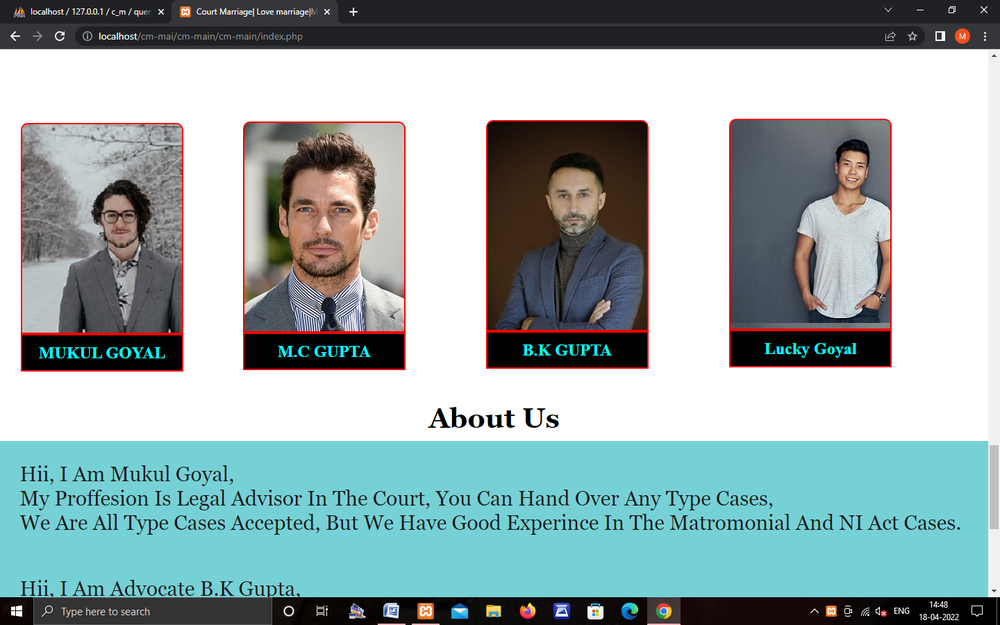 localhost / 127.0.0.1 / c_m / quer
Court Marriage| Love marriage|M
localhost/cm-mai/cm-main/cm-main/index.php
M
MUKUL GOYAL
M.C GUPTA
B.K GUPTA
Lucky Goyal
About Us
Hii, I Am Mukul Goyal,
My Proffesion Is Legal Advisor In The Court, You Can Hand Over Any Type Cases,
We Are All Type Cases Accepted, But We Have Good Experince In The Matromonial And NI Act Cases.
Hii, I Am Advocate B.K Gupta,
Type here to search
ENG
14:48
18-04-2022